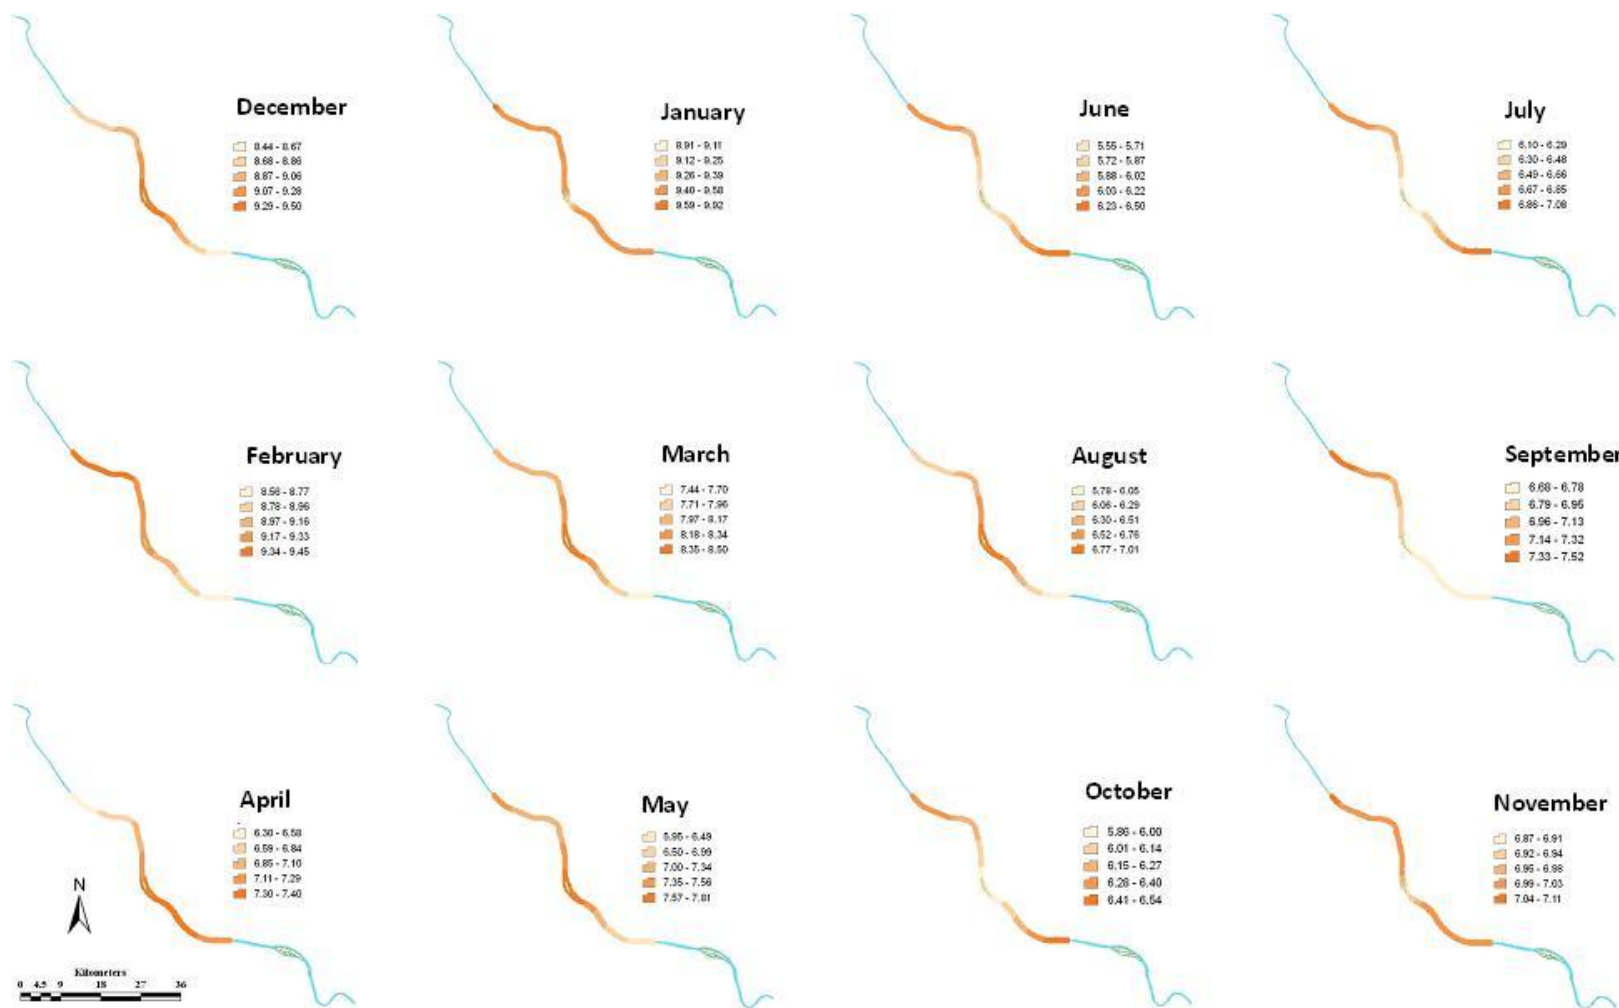 December
8.44 - 8.67
8.68 - 8.86
8.87 - 9.06
9.07 - 9.28
9.29 - 9.50
January
8.91 - 9.11
9.12 - 9.25
9.26 - 9.39
9.40 - 9.58
9.59 - 9.92
June
5.55 - 5.71
5.72 - 5.87
5.88 - 6.02
6.03 - 6.22
6.23 - 6.50
July
6.10 - 6.29
6.30 - 6.48
6.49 - 6.66
6.67 - 6.85
6.86 - 7.08
February
8.56 - 8.77
8.78 - 8.96
8.97 - 9.16
9.17 - 9.33
9.34 - 9.45
March
7.44 - 7.70
7.71 - 7.96
7.97 - 8.17
8.18 - 8.34
8.35 - 8.50
August
5.78 - 6.05
6.06 - 6.29
6.30 - 6.51
6.52 - 6.76
6.77 - 7.01
September
6.68 - 6.78
6.79 - 6.95
6.96 - 7.13
7.14 - 7.32
7.33 - 7.52
April
6.30 - 6.58
6.59 - 6.84
6.85 - 7.10
7.11 - 7.29
7.30 - 7.40
May
5.95 - 6.49
6.50 - 6.99
7.00 - 7.34
7.35 - 7.56
7.57 - 7.81
October
5.86 - 6.00
6.01 - 6.14
6.15 - 6.27
6.28 - 6.40
6.41 - 6.54
November
6.87 - 6.91
6.92 - 6.94
6.95 - 6.98
6.99 - 7.03
7.04 - 7.11
N
Kilometers
0 4.5 9 18 27 36